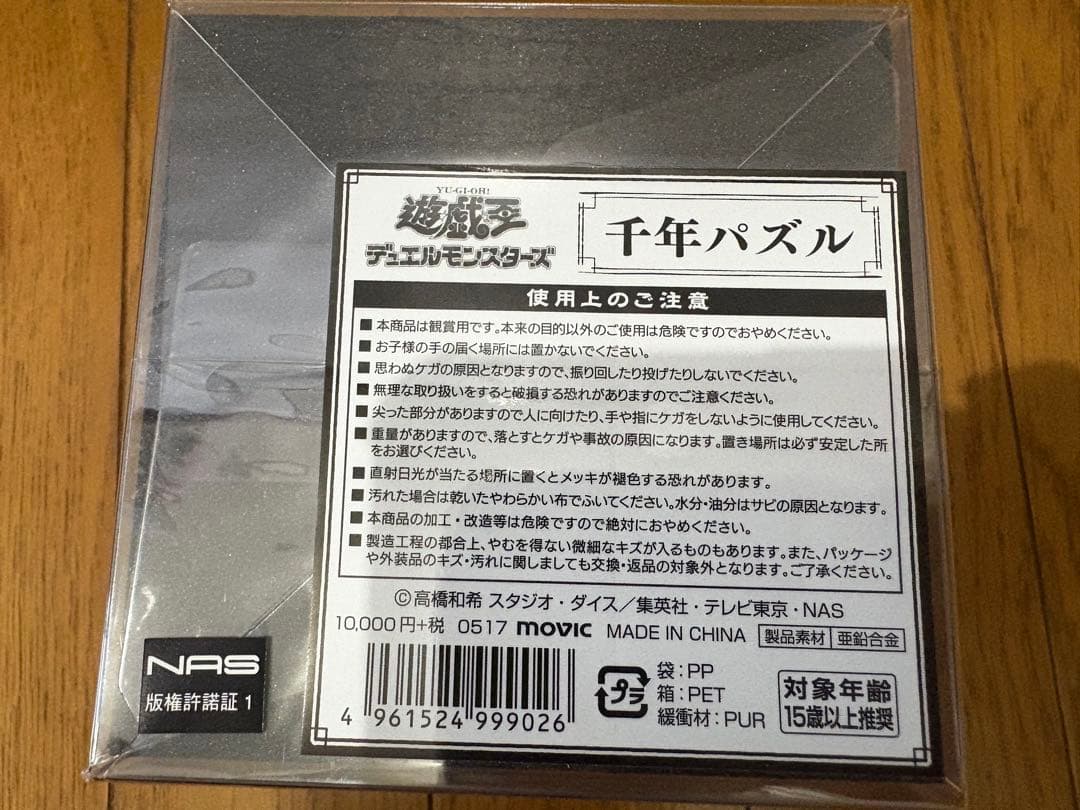 YU-GI-OH!
遊戯王
デュエルモンスターズ
千年パズル
使用上のご注意
■本商品は観賞用です。本来の目的以外のご使用は危険ですのでおやめください。
■お子様の手の届く場所には置かないでください。
■思わぬケガの原因となりますので、振り回したり投げたりしないでください。
■無理な取り扱いをすると破損する恐れがありますのでご注意ください。
■尖った部分がありますので人に向けたり、手や指にケガをしないように使用してください。
■重量がありますので、落とすとケガや事故の原因になります。置き場所は必ず安定した所
をお選びください。
■直射日光が当たる場所に置くとメッキが褪色する恐れがあります。
■汚れた場合は乾いたやわらかい布でふいてください。水分・油分はサビの原因となります。
■本商品の加工・改造等は危険ですので絶対におやめください。
■製造工程の都合上、やむを得ない微細なキズが入るものもあります。また、パッケージ
や外装品のキズ・汚れに関しましても交換・返品の対象外となります。ご了承ください。
©高橋和希 スタジオ・ダイス／集英社・テレビ東京・NAS
10,000円+税 0517 movic MADE IN CHINA 製品素材 亜鉛合金
4 961524 999026
プラ
袋:PP
箱:PET
緩衝材:PUR
対象年齢
15歳以上推奨
NAS
版権許諾証 1